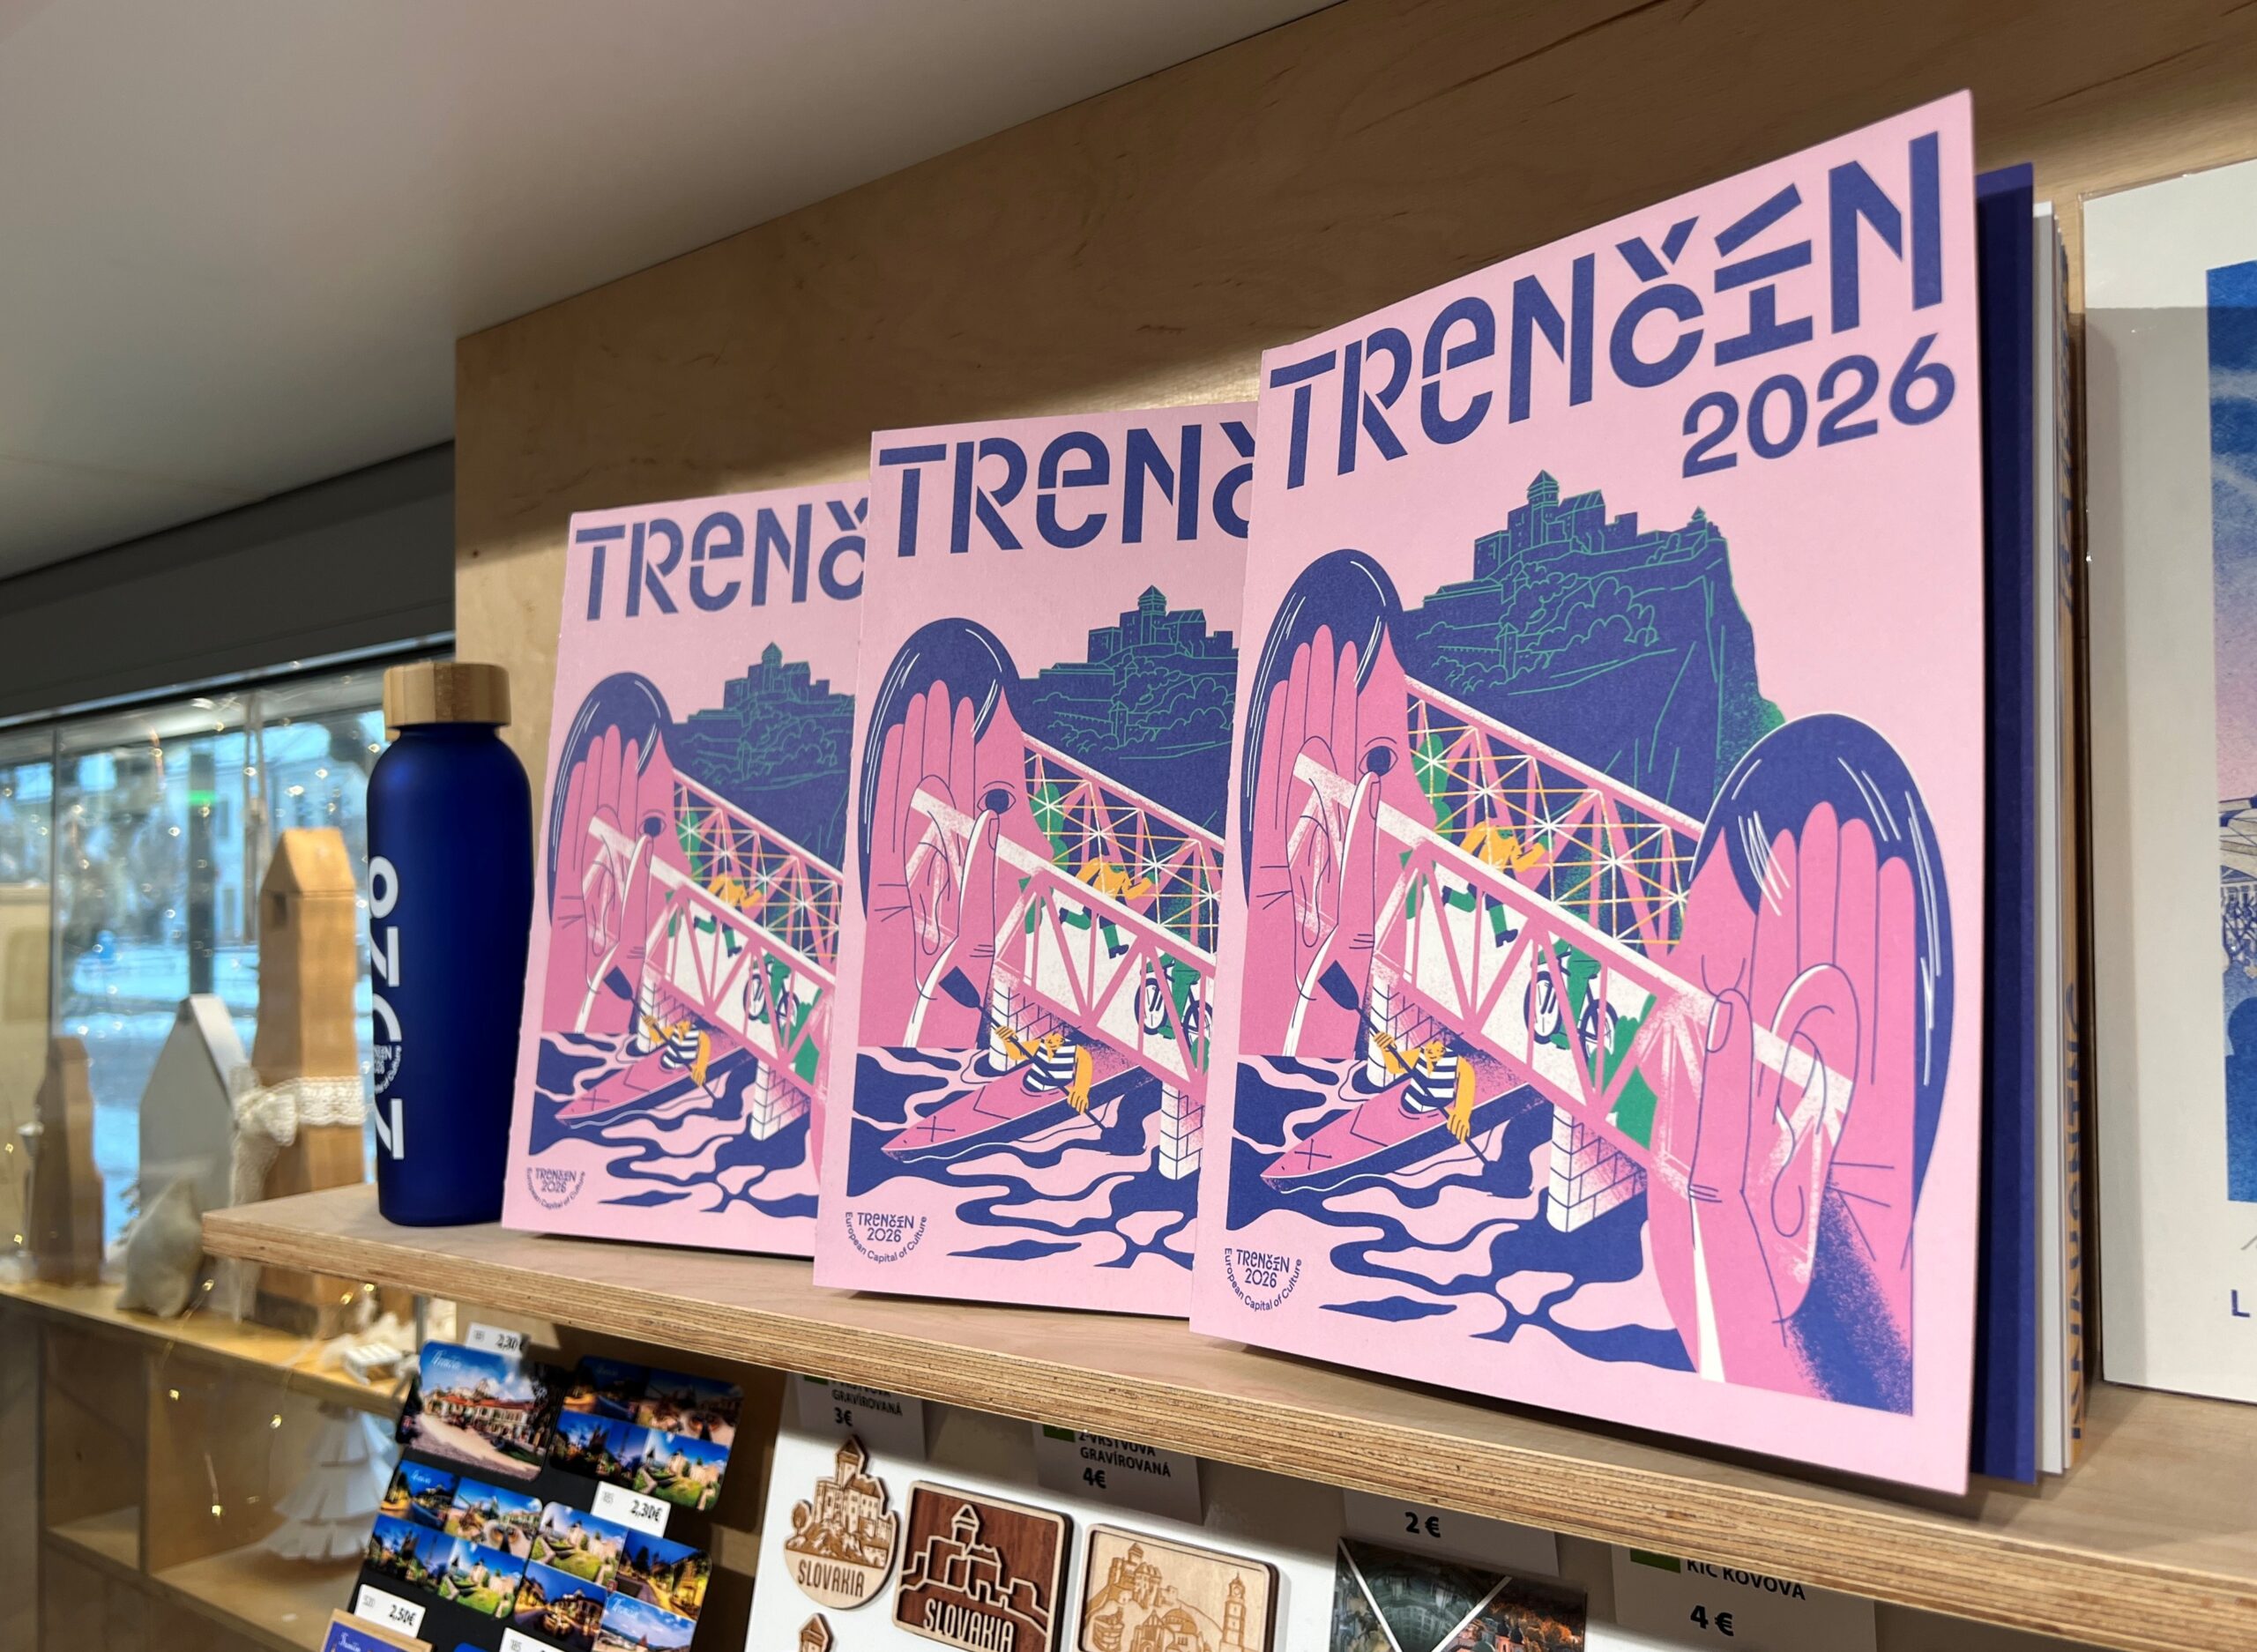 TRENČ
TRENČ
TRENČÍN
2026
TRENČÍN
2026
European Capital of Culture
TRENČÍN
2026
European Capital of Culture
TRENČÍN
2026
European Capital of Culture
2026
2,30€
2,30€
2,50€
GRAVÍROVANÁ
3€
2-VRSTVOVÁ
GRAVÍROVANÁ
4€
2 €
KOVOVÁ
4 €
SLOVAKIA
SLOVAKIA
L